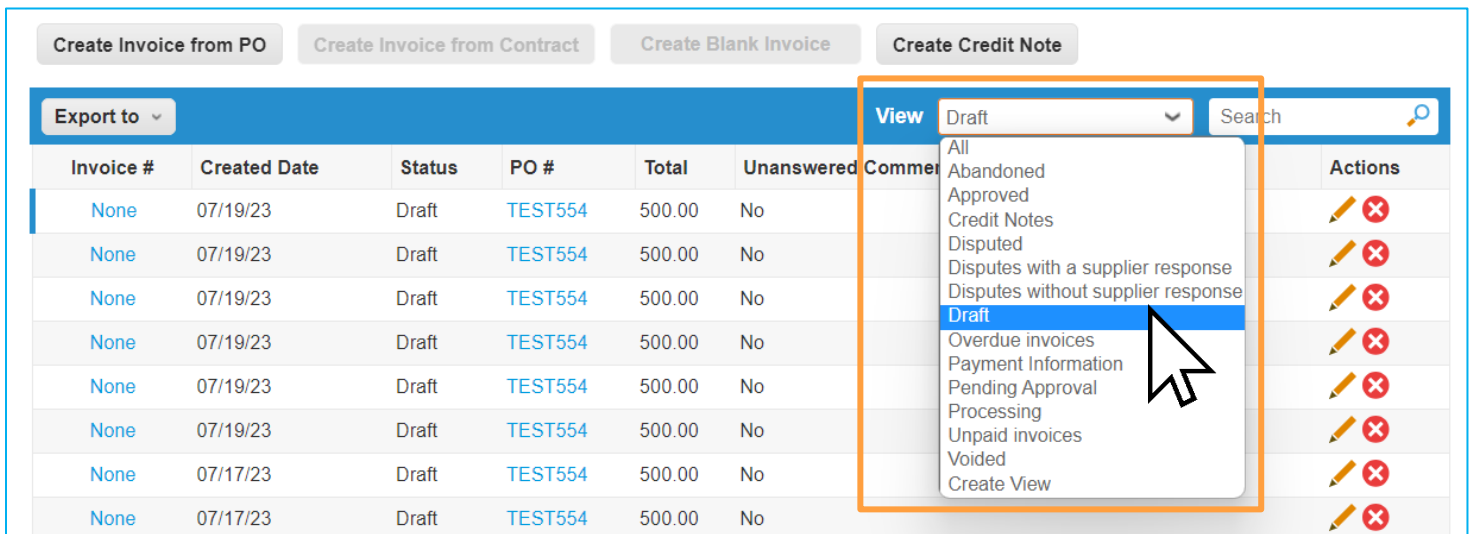 Create Invoice from PO Create Invoice from Contract Create Blank Invoice Create Credit Note
Export to View Draft Search
Invoice # Created Date Status PO # Total Unanswered Commen Actions
All
Abandoned
Approved
Credit Notes
Disputed
Disputes with a supplier response
Disputes without supplier response
Draft
Overdue invoices
Payment Information
Pending Approval
Processing
Unpaid invoices
Voided
Create View
None 07/19/23 Draft TEST554 500.00 No
None 07/19/23 Draft TEST554 500.00 No
None 07/19/23 Draft TEST554 500.00 No
None 07/19/23 Draft TEST554 500.00 No
None 07/19/23 Draft TEST554 500.00 No
None 07/19/23 Draft TEST554 500.00 No
None 07/17/23 Draft TEST554 500.00 No
None 07/17/23 Draft TEST554 500.00 No